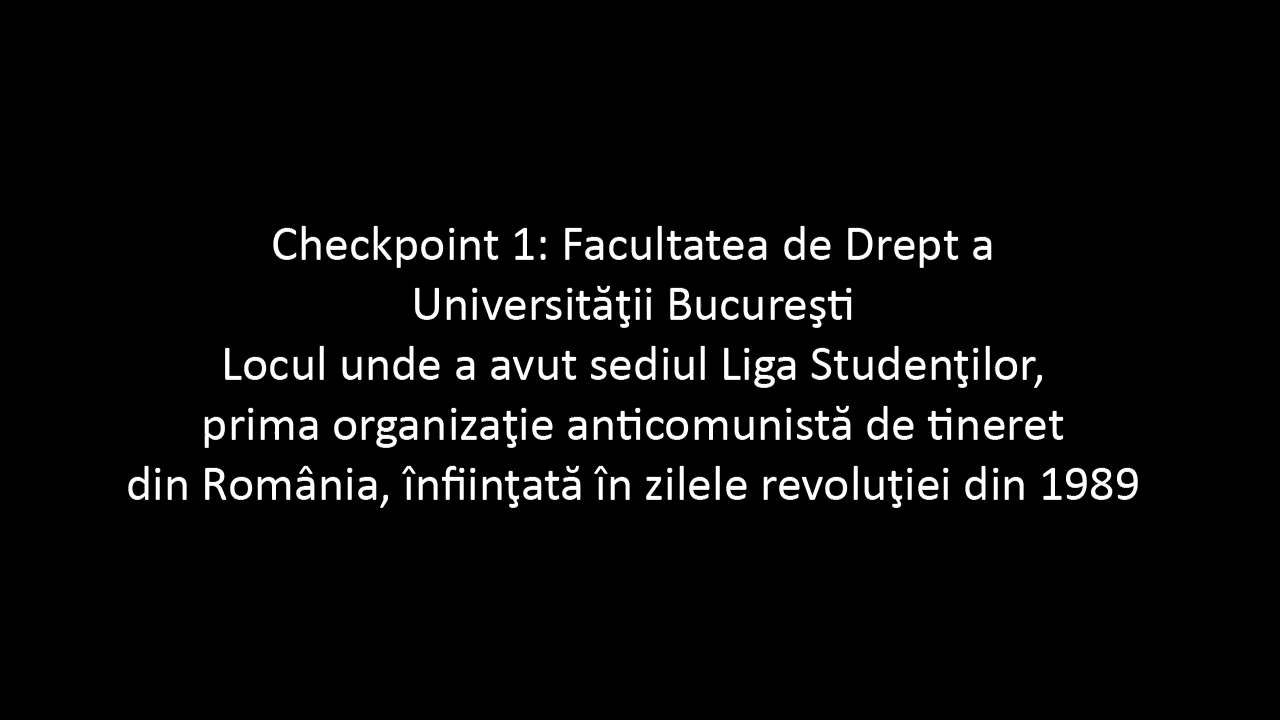 Checkpoint 1: Facultatea de Drept a
Universităţii Bucureşti
Locul unde a avut sediul Liga Studenţilor,
prima organizaţie anticomunistă de tineret
din România, înfiinţată în zilele revoluţiei din 1989